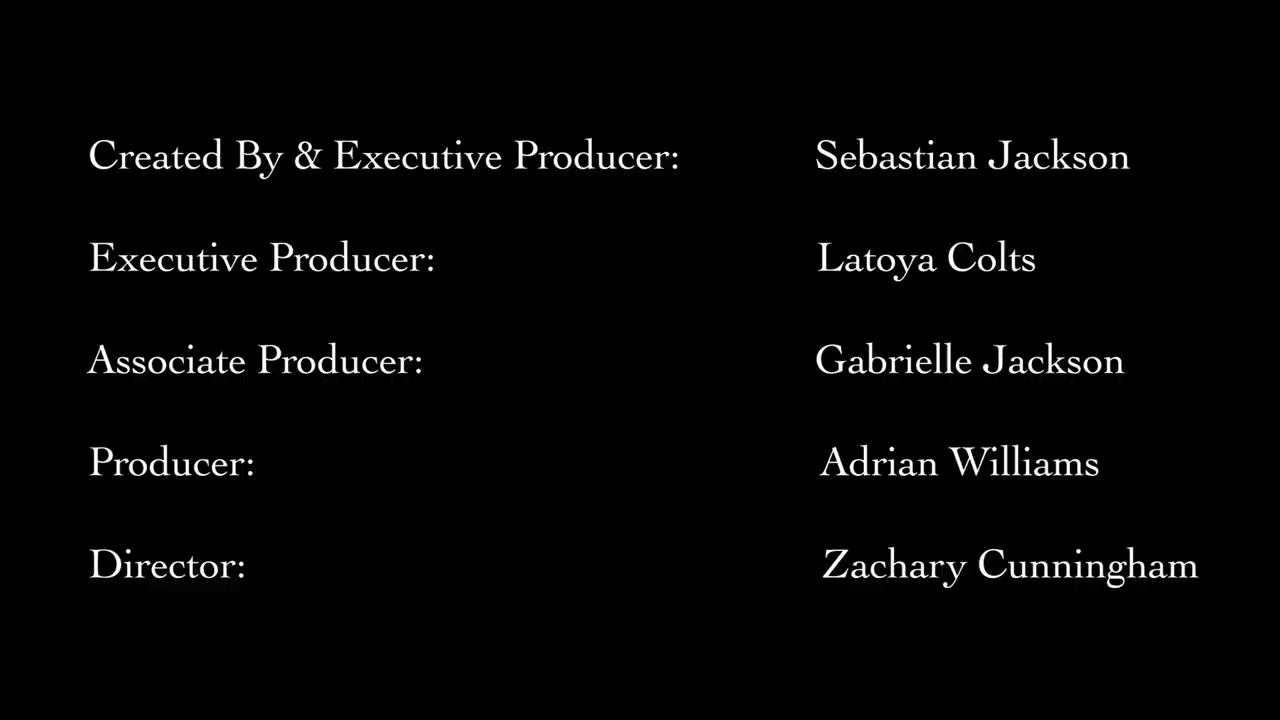 Created By & Executive Producer: Sebastian Jackson
Executive Producer: Latoya Colts
Associate Producer: Gabrielle Jackson
Producer: Adrian Williams
Director: Zachary Cunningham